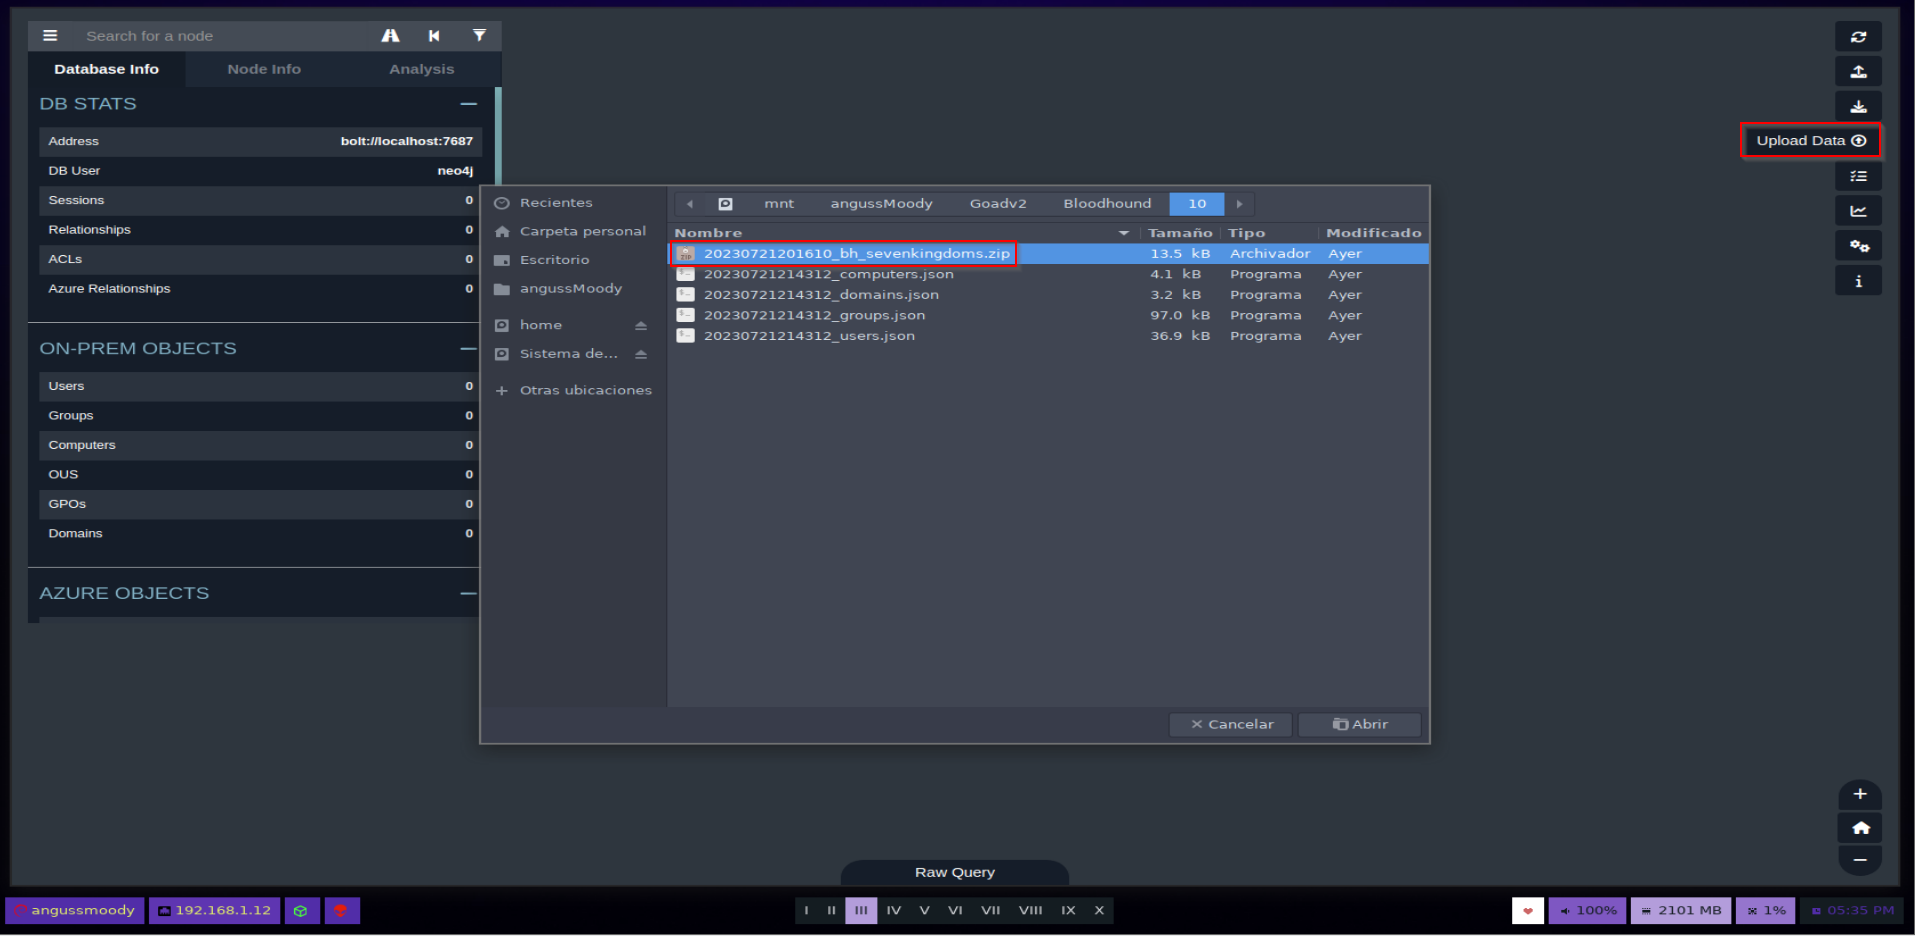 Search for a node
Database Info Node Info Analysis
DB STATS
Address bolt://localhost:7687
DB User neo4j
Sessions 0
Relationships 0
ACLs 0
Azure Relationships 0
ON-PREM OBJECTS
Users 0
Groups 0
Computers 0
OUS 0
GPOs 0
Domains 0
AZURE OBJECTS
Upload Data
Recientes
Carpeta personal
Escritorio
angussMoody
home
Sistema de...
Otras ubicaciones
mnt angussMoody Goadv2 Bloodhound 10
Nombre Tamaño Tipo Modificado
20230721201610_bh_sevenkingdoms.zip 13.5 kB Archivador Ayer
20230721214312_computers.json 4.1 kB Programa Ayer
20230721214312_domains.json 3.2 kB Programa Ayer
20230721214312_groups.json 97.0 kB Programa Ayer
20230721214312_users.json 36.9 kB Programa Ayer
Cancelar Abrir
Raw Query
angussmoody 192.168.1.12 I II III IV V VI VII VIII IX X 100% 2101 MB 1% 05:35 PM